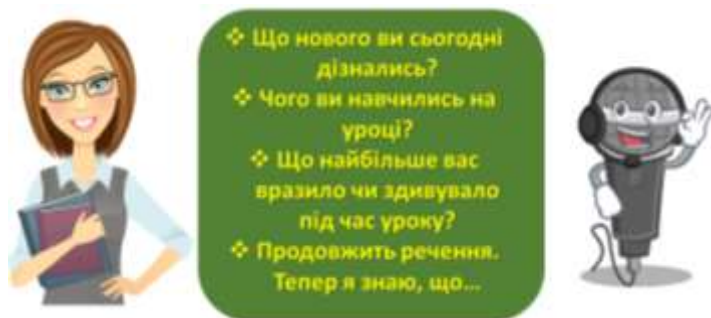 ❖ Що нового ви сьогодні
дізнались?
❖ Чого ви навчились на
уроці?
❖ Що найбільше вас
вразило чи здивувало
під час уроку?
❖ Продовжить речення.
Тепер я знаю, що…